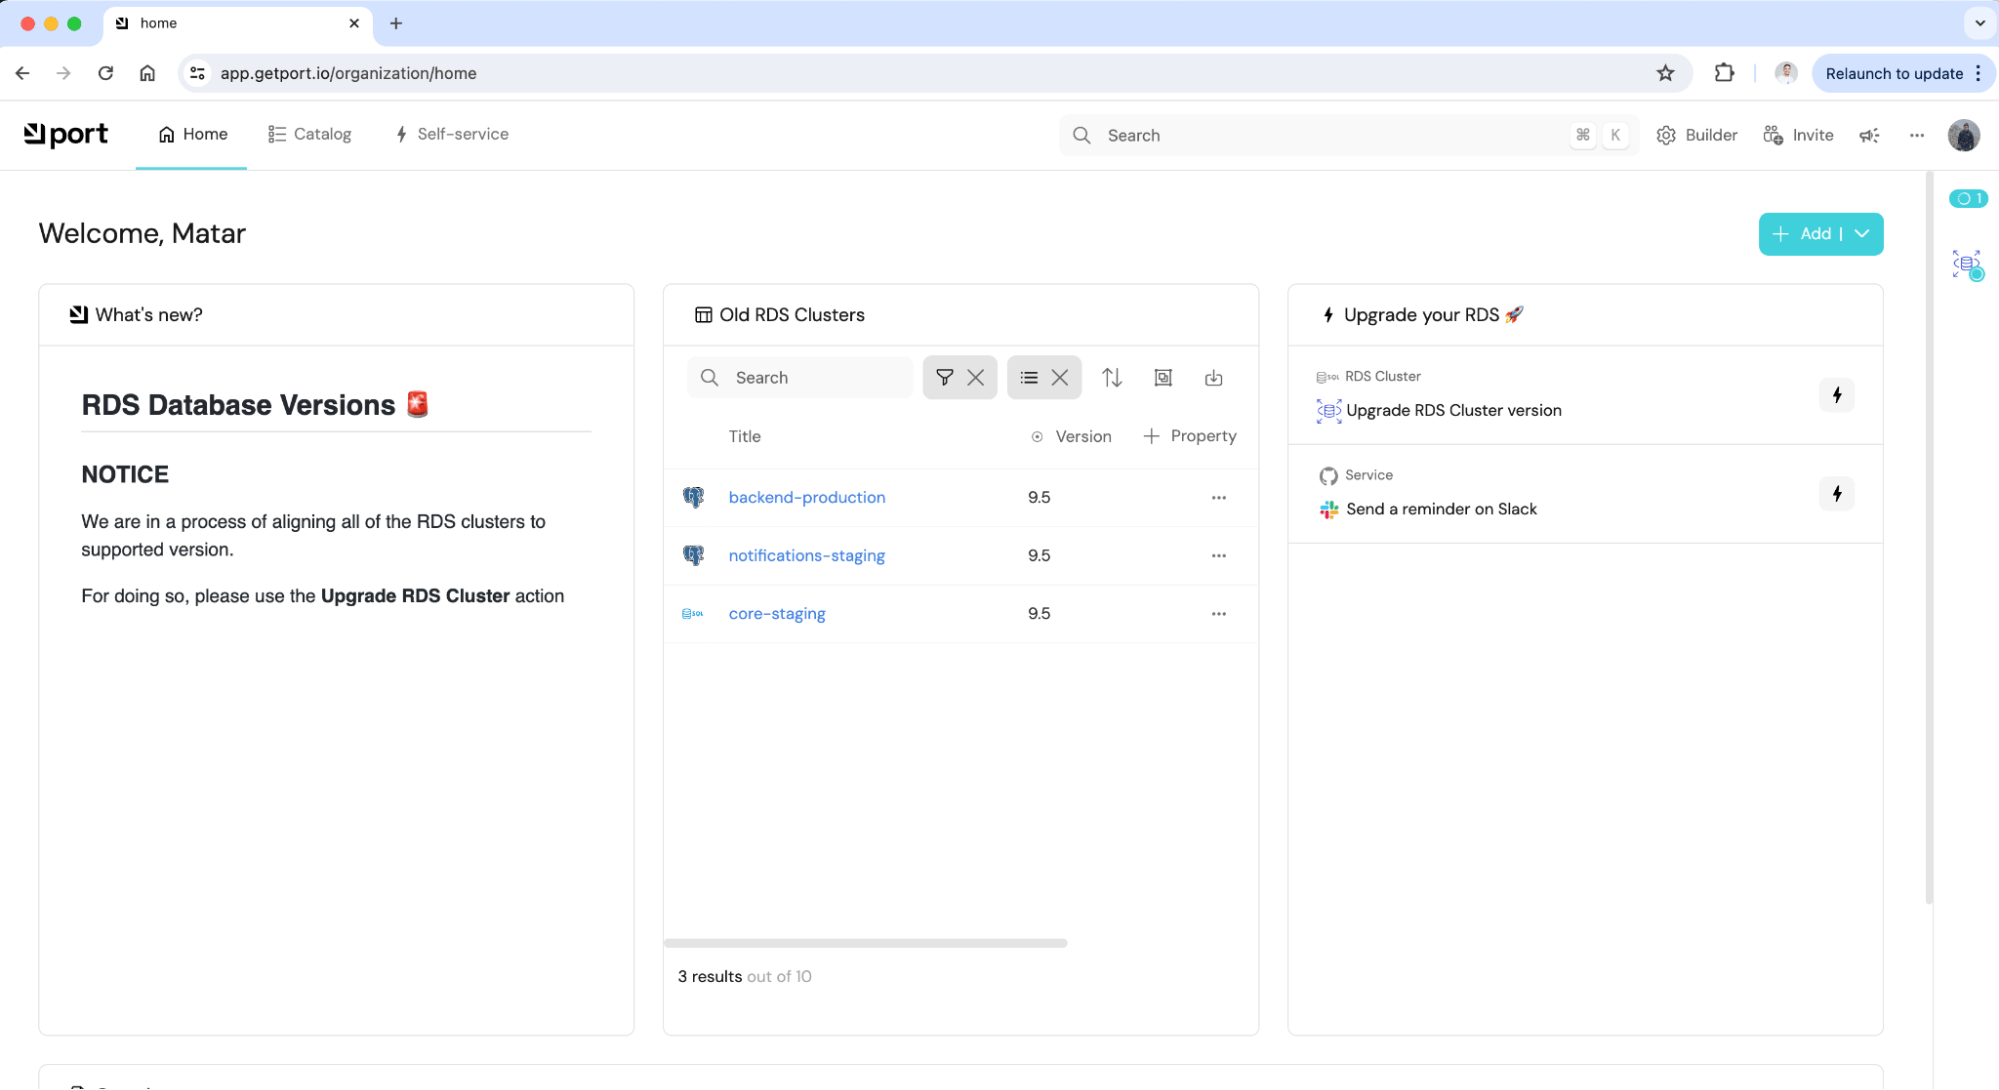 home
app.getport.io/organization/home
Relaunch to update
port
Home
Catalog
Self-service
Search
⌘ K
Builder
Invite
Welcome, Matar
Add
1
What's new?
RDS Database Versions 🚨
NOTICE
We are in a process of aligning all of the RDS clusters to
supported version.
For doing so, please use the Upgrade RDS Cluster action
Old RDS Clusters
Search
Title Version Property
backend-production 9.5
notifications-staging 9.5
SQL core-staging 9.5
3 results out of 10
Upgrade your RDS 🚀
SQL RDS Cluster
Upgrade RDS Cluster version
Service
Send a reminder on Slack